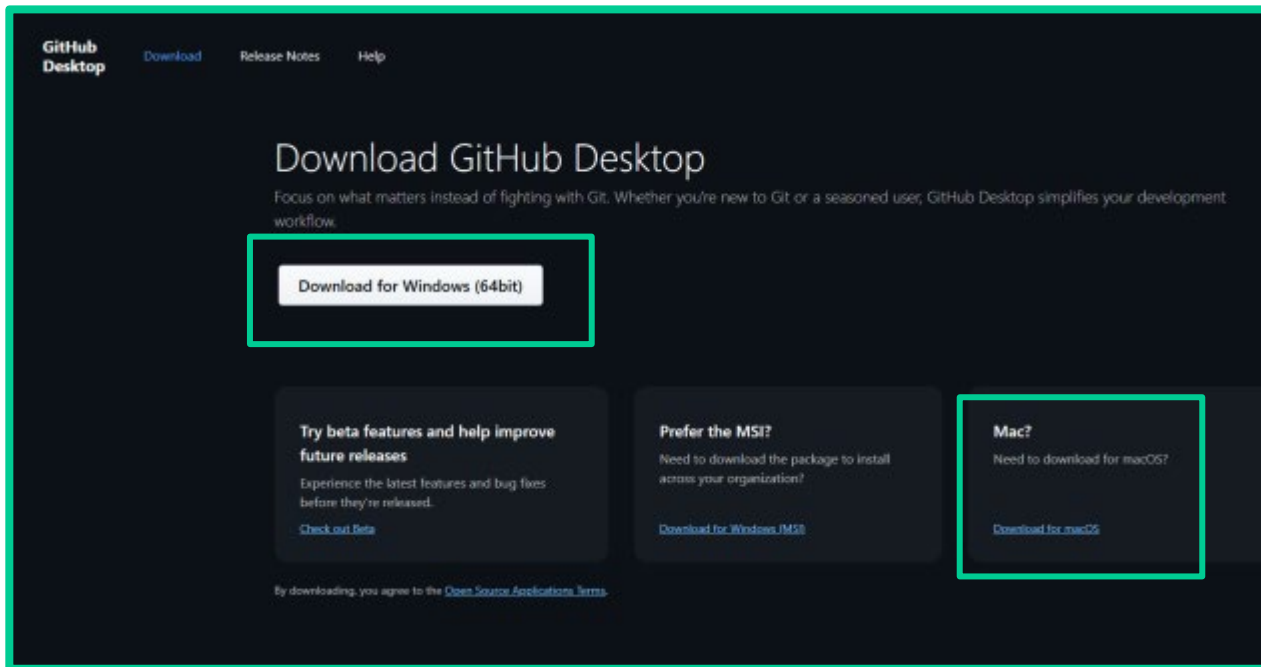 GitHub
Desktop
Download
Release Notes
Help
Download GitHub Desktop
Focus on what matters instead of fighting with Git. Whether you're new to Git or a seasoned user, GitHub Desktop simplifies your development
workflow.
Download for Windows (64bit)
Try beta features and help improve
future releases
Experience the latest features and bug fixes
before they're released.
Check out Beta
Prefer the MSI?
Need to download the package to install
across your organization?
Download for Windows (MSI)
Mac?
Need to download for macOS?
Download for macOS
By downloading, you agree to the Open Source Applications Terms.